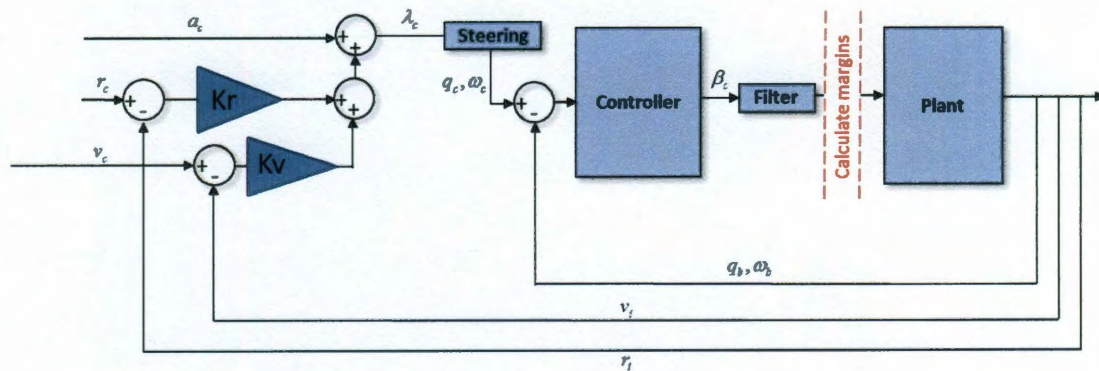 a_c
λ_c
Steering
r_c
+
-
Kr
+
+
+
+
q_c, ω_c
+
-
Controller
β_c
Filter
Calculate margins
Plant
v_c
+
-
Kv
q_b, ω_b
v_i
r_i